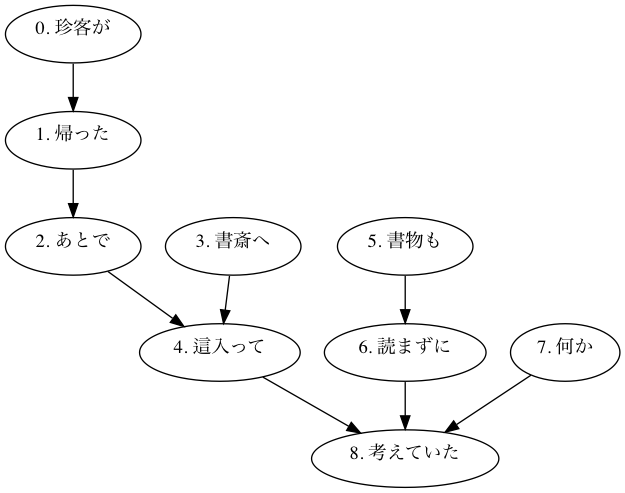 0. 珍客が
1. 帰った
2. あとで
3. 書斎へ
5. 書物も
4. 這入って
6. 読まずに
7. 何か
8. 考えていた